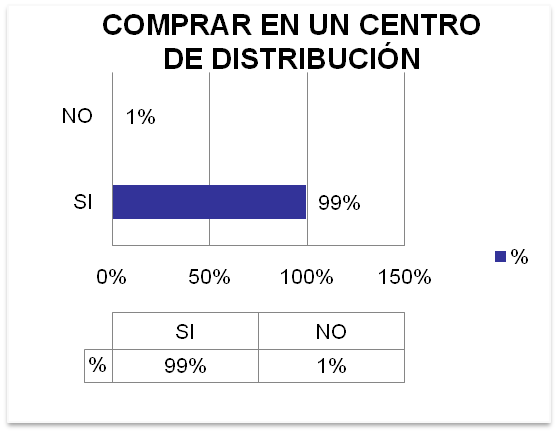 COMPRAR EN UN CENTRO
DE DISTRIBUCIÓN
NO 1%
SI 99%
%
0% 50% 100% 150%
SI NO
% 99% 1%